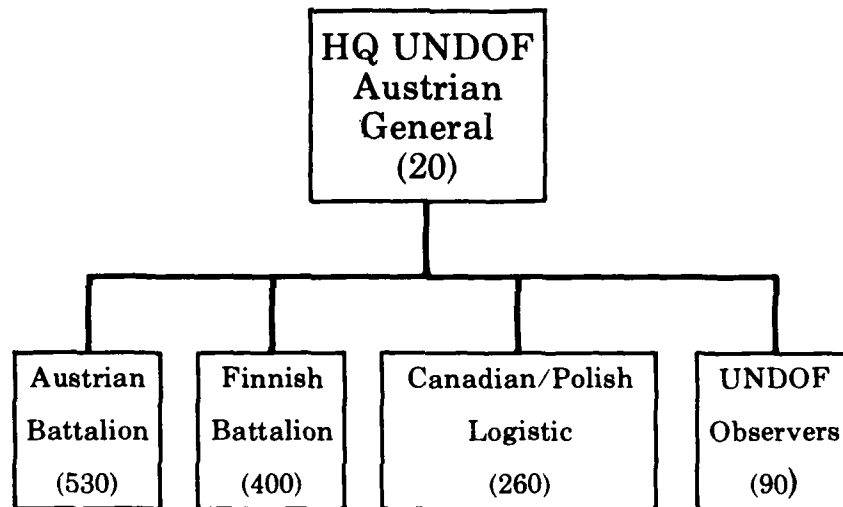 HQ UNDOF
Austrian
General
(20)
Austrian
Battalion
(530)
Finnish
Battalion
(400)
Canadian/Polish
Logistic
(260)
UNDOF
Observers
(90)